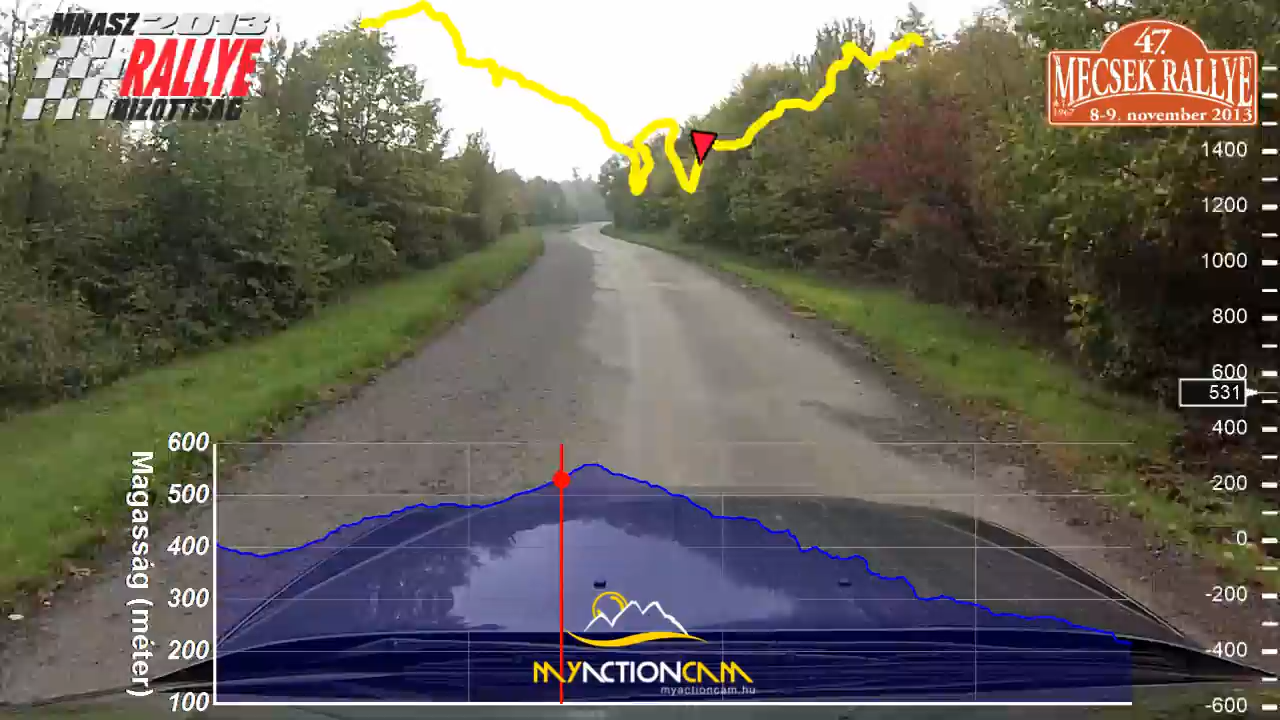 MNASZ 2013
RALLYE
BIZOTTSÁG
47.
MECSEK RALLYE
1967
8-9. november 2013
1400
1200
1000
800
600
531
400
200
0
-200
-400
-600
Magasság (méter)
600
500
400
300
200
100
MYACTIONCAM
myactioncam.hu